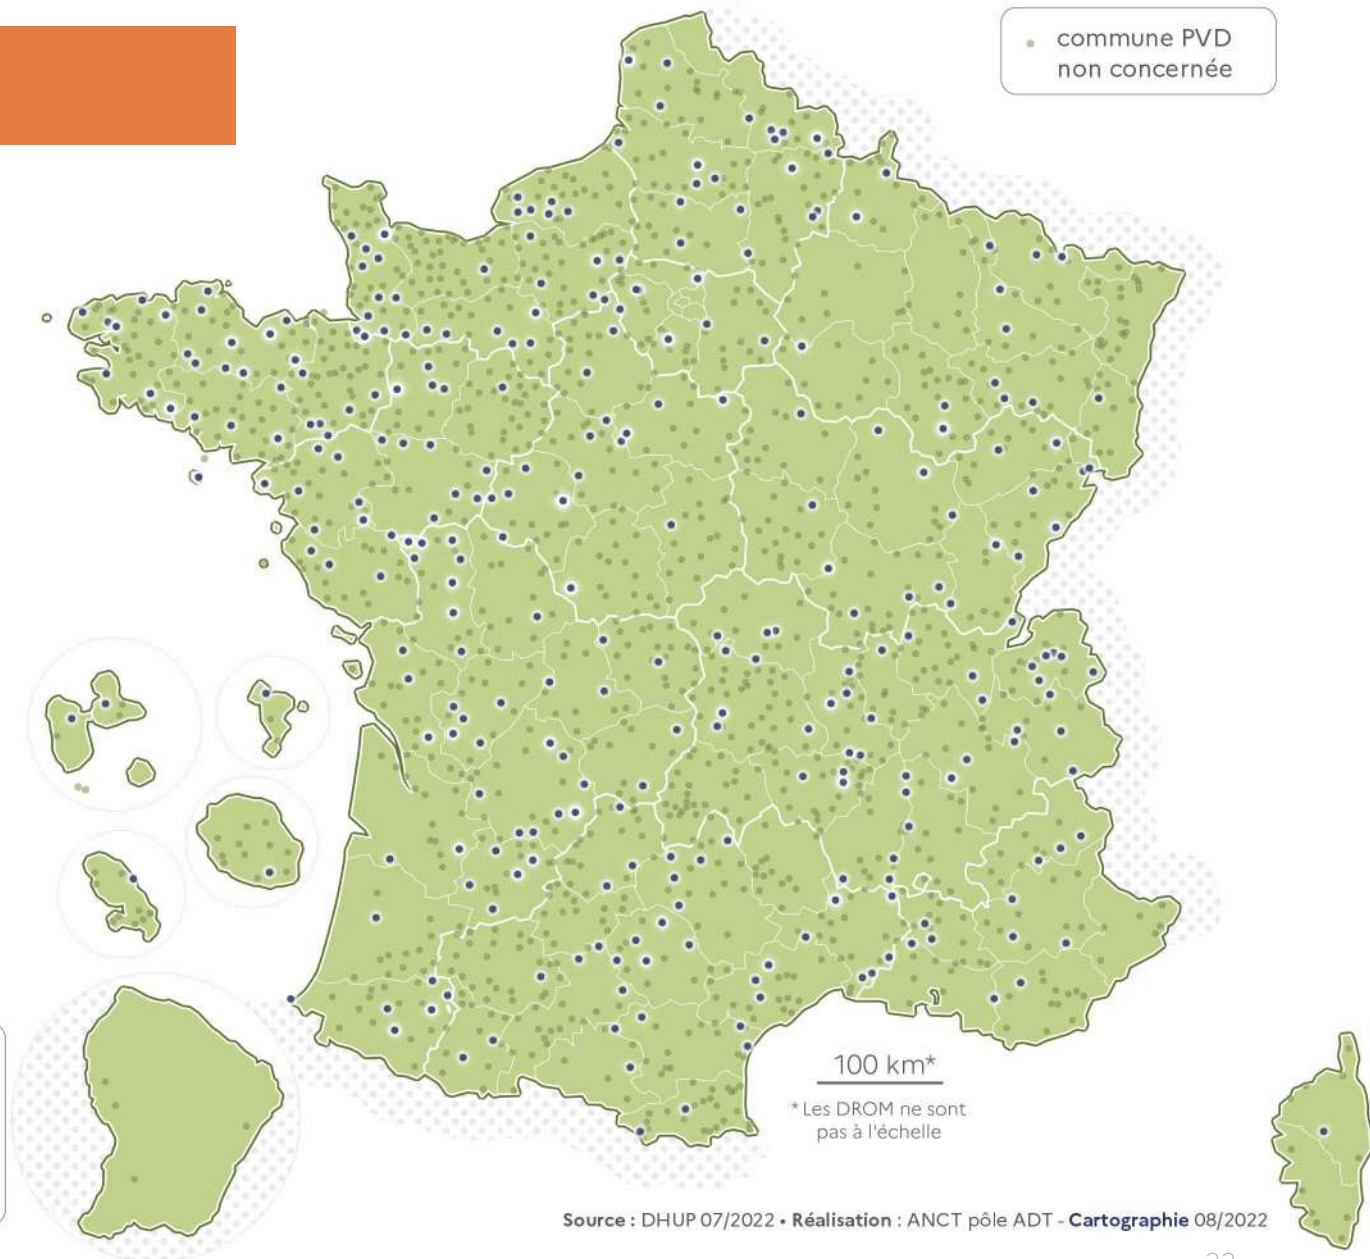 commune PVD
non concernée
100 km*
* Les DROM ne sont
pas à l'échelle
Source : DHUP 07/2022 • Réalisation : ANCT pôle ADT - Cartographie 08/2022